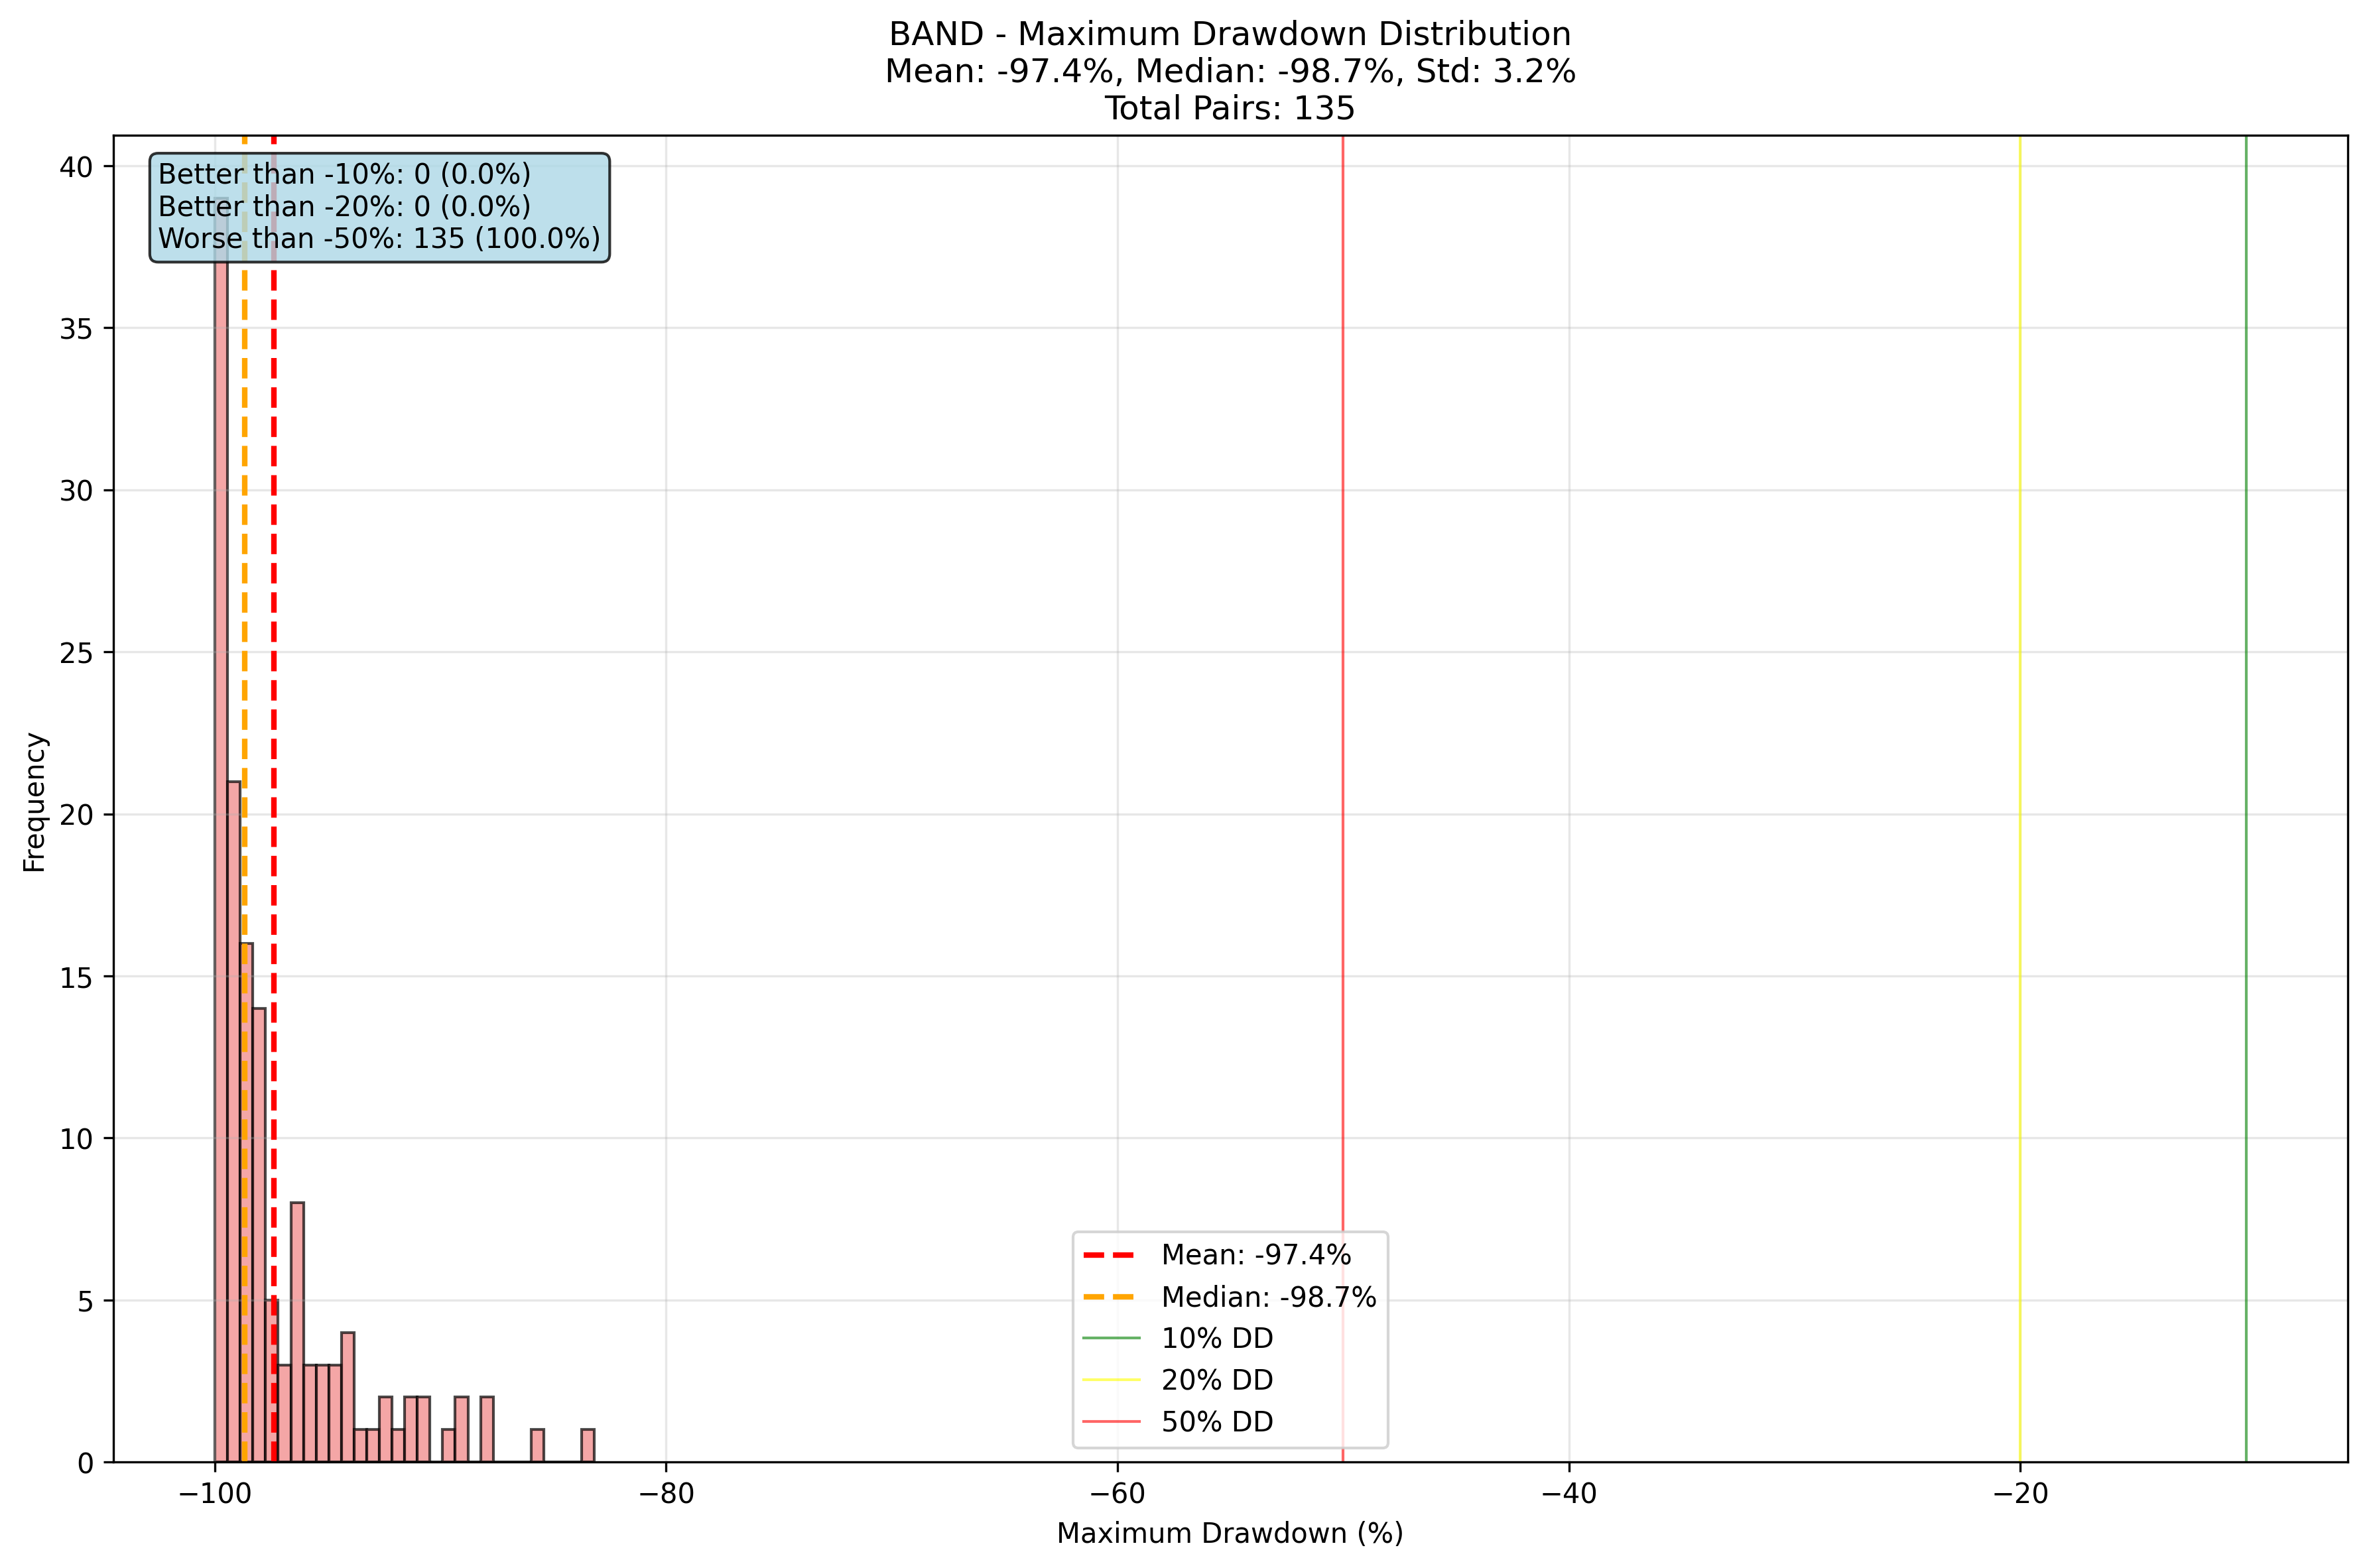 BAND - Maximum Drawdown Distribution
Mean: -97.4%, Median: -98.7%, Std: 3.2%
Total Pairs: 135
Better than -10%: 0 (0.0%)
Better than -20%: 0 (0.0%)
Worse than -50%: 135 (100.0%)
40
35
30
25
20
15
10
5
0
Frequency
Mean: -97.4%
Median: -98.7%
10% DD
20% DD
50% DD
−100
−80
−60
−40
−20
Maximum Drawdown (%)